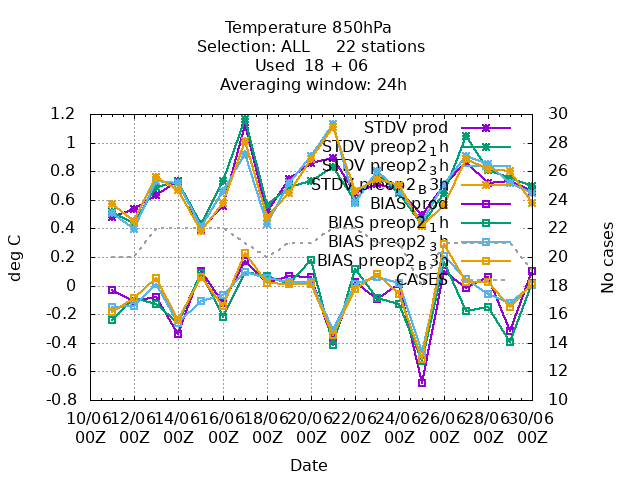 Temperature 850hPa
Selection: ALL 22 stations
Used 18 + 06
Averaging window: 24h
1.2
1
0.8
0.6
0.4
0.2
0
-0.2
-0.4
-0.6
-0.8
deg C
STDV prod
STDV preop2_1h
STDV preop2_3h
STDV preop2_B3h
BIAS prod
BIAS preop2_1h
BIAS preop2_3h
BIAS preop2_B3h
CASES
30
28
26
24
22
20
18
16
14
12
10
No cases
10/06 12/06 14/06 16/06 18/06 20/06 22/06 24/06 26/06 28/06 30/06
00Z 00Z 00Z 00Z 00Z 00Z 00Z 00Z 00Z 00Z 00Z
Date